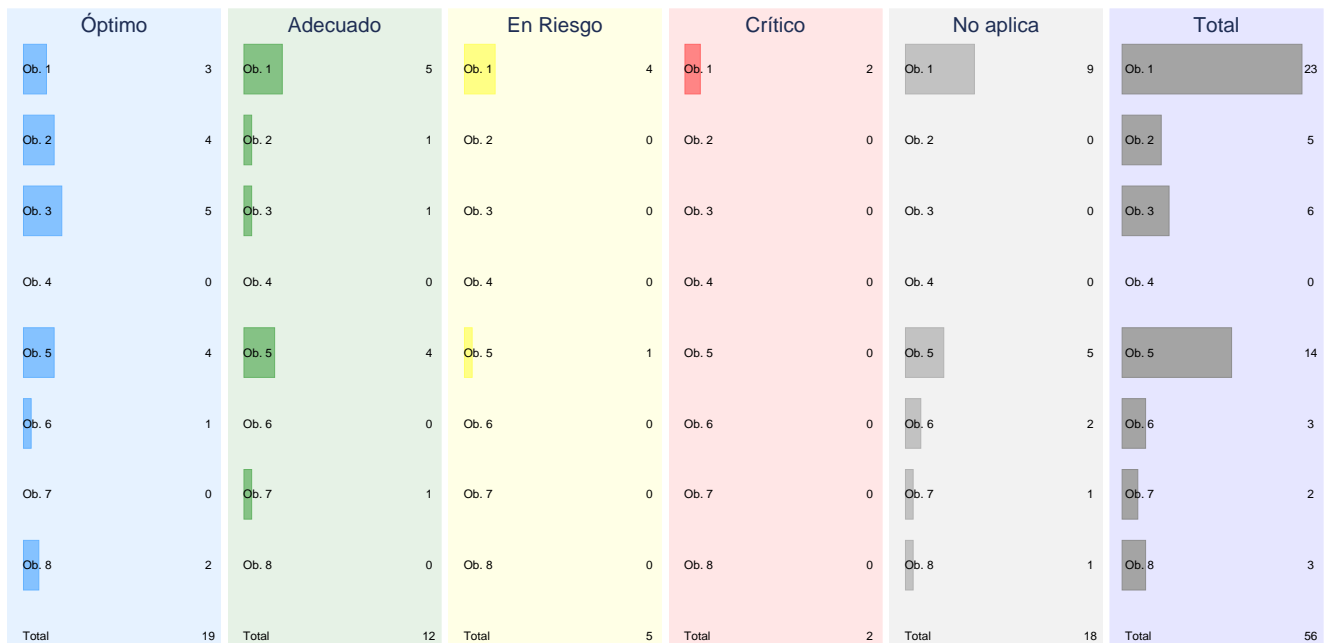 Óptimo Adecuado En Riesgo Crítico No aplica Total
Ob. 1 3 Ob. 1 5 Ob. 1 4 Ob. 1 2 Ob. 1 9 Ob. 1 23
Ob. 2 4 Ob. 2 1 Ob. 2 0 Ob. 2 0 Ob. 2 0 Ob. 2 5
Ob. 3 5 Ob. 3 1 Ob. 3 0 Ob. 3 0 Ob. 3 0 Ob. 3 6
Ob. 4 0 Ob. 4 0 Ob. 4 0 Ob. 4 0 Ob. 4 0 Ob. 4 0
Ob. 5 4 Ob. 5 4 Ob. 5 1 Ob. 5 0 Ob. 5 5 Ob. 5 14
Ob. 6 1 Ob. 6 0 Ob. 6 0 Ob. 6 0 Ob. 6 2 Ob. 6 3
Ob. 7 0 Ob. 7 1 Ob. 7 0 Ob. 7 0 Ob. 7 1 Ob. 7 2
Ob. 8 2 Ob. 8 0 Ob. 8 0 Ob. 8 0 Ob. 8 1 Ob. 8 3
Total 19 Total 12 Total 5 Total 2 Total 18 Total 56